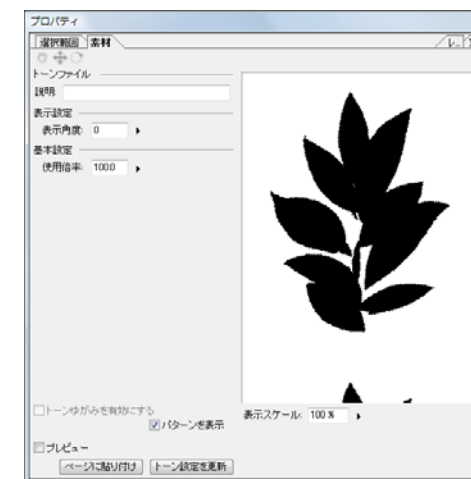 プロパティ
選択範囲 素材
トーンファイル
説明
表示設定
表示角度: 0
基本設定
使用倍率: 100.0
トーンゆがみを有効にする
パターンを表示
表示スケール: 100 %
プレビュー
ページに貼り付け トーン設定を更新